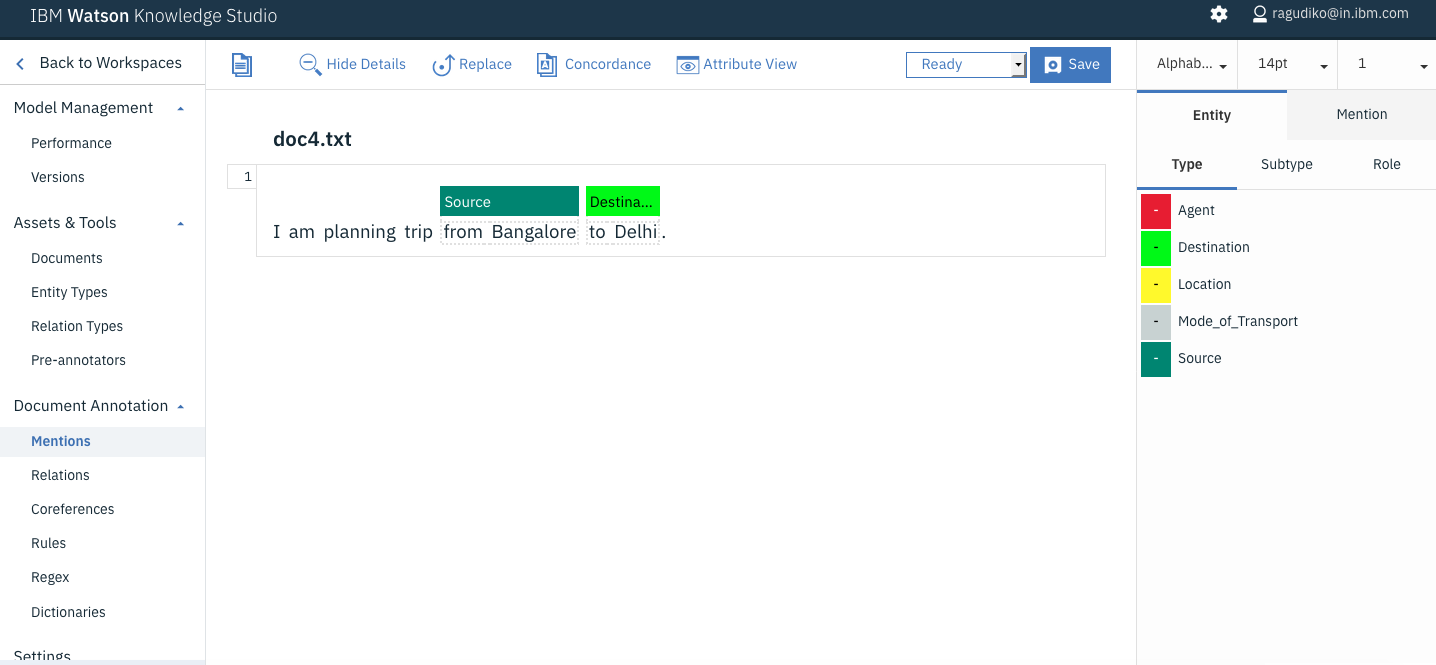 IBM Watson Knowledge Studio
ragudiko@in.ibm.com
Back to Workspaces
Hide Details
Replace
Concordance
Attribute View
Ready
Save
Alphab...
14pt
1
Model Management
Performance
Versions
Assets & Tools
Documents
Entity Types
Relation Types
Pre-annotators
Document Annotation
Mentions
Relations
Coreferences
Rules
Regex
Dictionaries
Settings
doc4.txt
1
Source Destina...
I am planning trip from Bangalore to Delhi.
Entity Mention
Type Subtype Role
- Agent
- Destination
- Location
- Mode_of_Transport
- Source